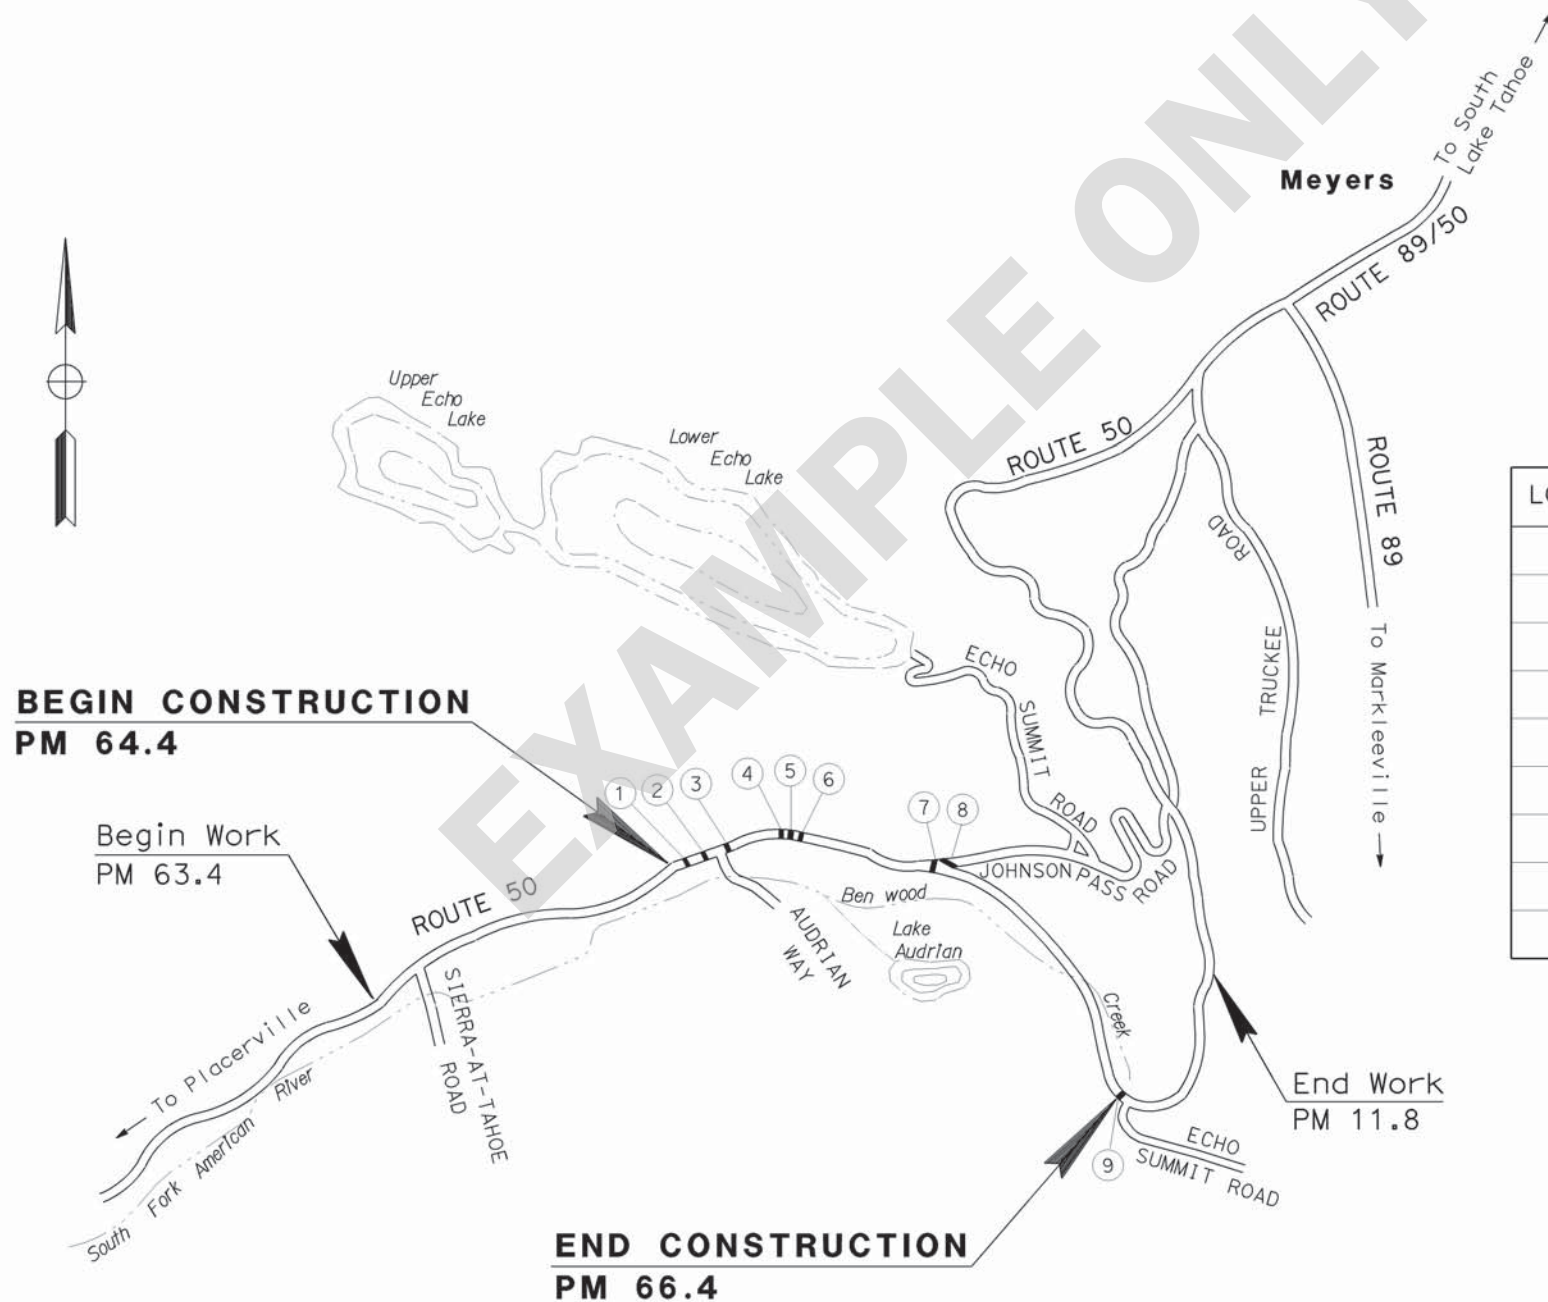 EXAMPLE ONLY
To South
Lake Tahoe
Meyers
ROUTE 89/50
Upper
Echo
Lake
Lower
Echo
Lake
ROUTE 50
ROUTE 89
ROAD
To Markleeville
UPPER TRUCKEE
ECHO
SUMMIT
ROAD
BEGIN CONSTRUCTION
PM 64.4
1
2
3
4
5
6
7
8
Begin Work
PM 63.4
ROUTE 50
JOHNSON PASS ROAD
Ben wood
Creek
Lake
Audrian
AUDRIAN
WAY
SIERRA-AT-TAHOE
ROAD
To Placerville
South Fork American River
End Work
PM 11.8
9
ECHO
SUMMIT ROAD
END CONSTRUCTION
PM 66.4